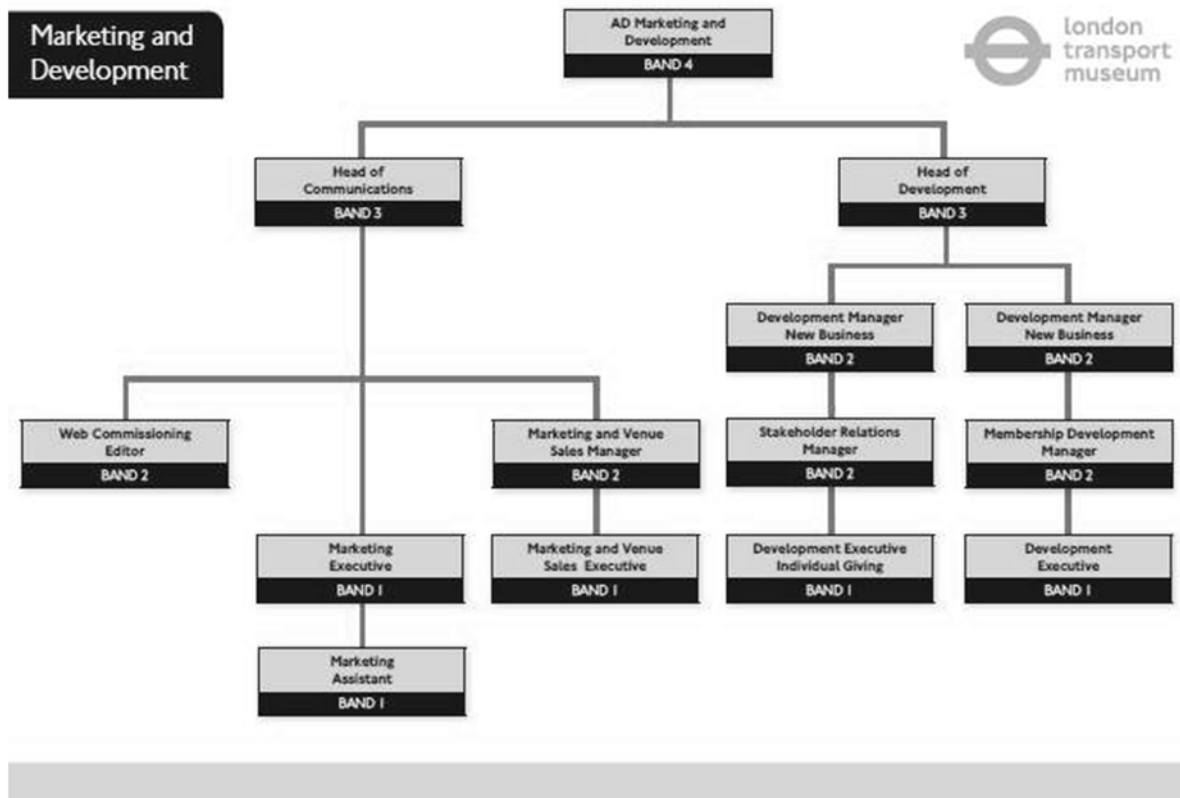 Marketing and
Development
AD Marketing and
Development
BAND 4
london
transport
museum
Head of
Communications
BAND 3
Head of
Development
BAND 3
Development Manager
New Business
BAND 2
Development Manager
New Business
BAND 2
Web Commissioning
Editor
BAND 2
Marketing and Venue
Sales Manager
BAND 2
Stakeholder Relations
Manager
BAND 2
Membership Development
Manager
BAND 2
Marketing
Executive
BAND 1
Marketing and Venue
Sales Executive
BAND 1
Development Executive
Individual Giving
BAND 1
Development
Executive
BAND 1
Marketing
Assistant
BAND 1